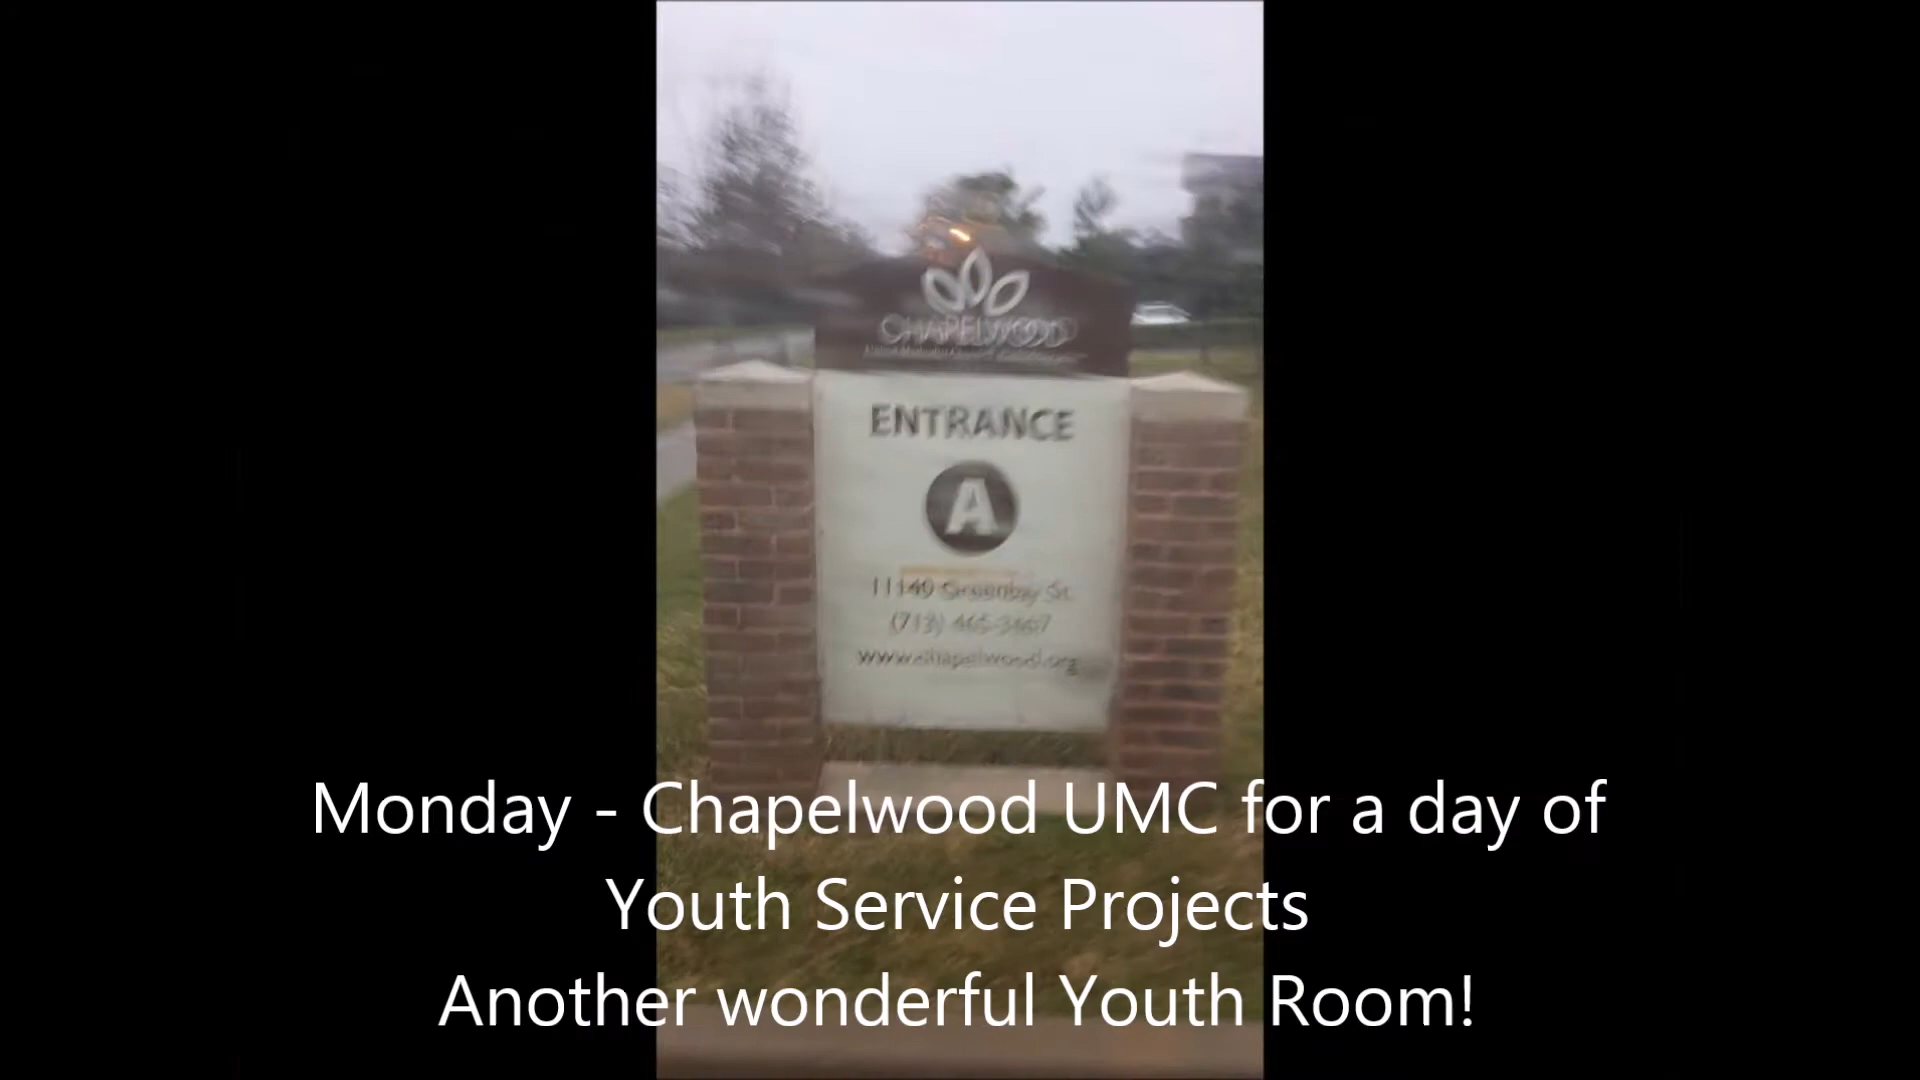 CHAPELWOOD
ENTRANCE
A
11140 Greenbay St.
(713) 465-3467
www.chapelwood.org
Monday - Chapelwood UMC for a day of
Youth Service Projects
Another wonderful Youth Room!